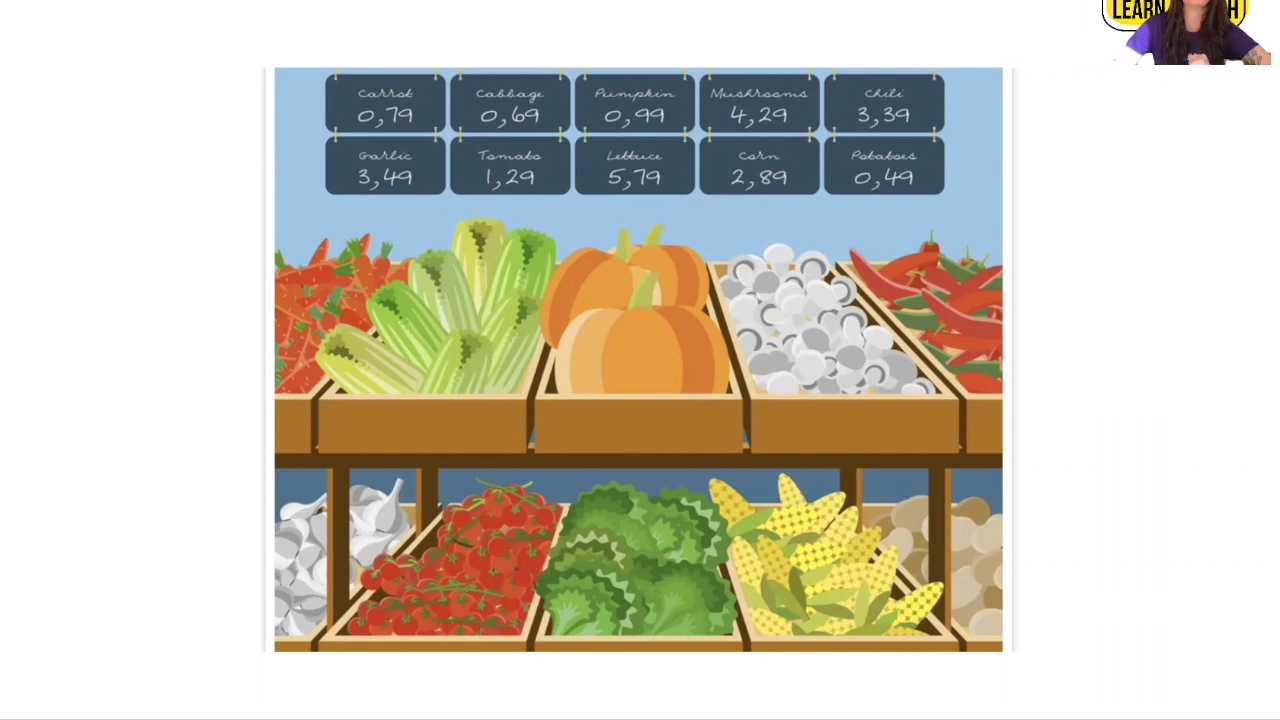 LEARN
H
Carrot
0,79
Cabbage
0,69
Pumpkin
0,99
Mushrooms
4,29
Chili
3,39
Garlic
3,49
Tomato
1,29
Lettuce
5,79
Corn
2,89
Potatoes
0,49